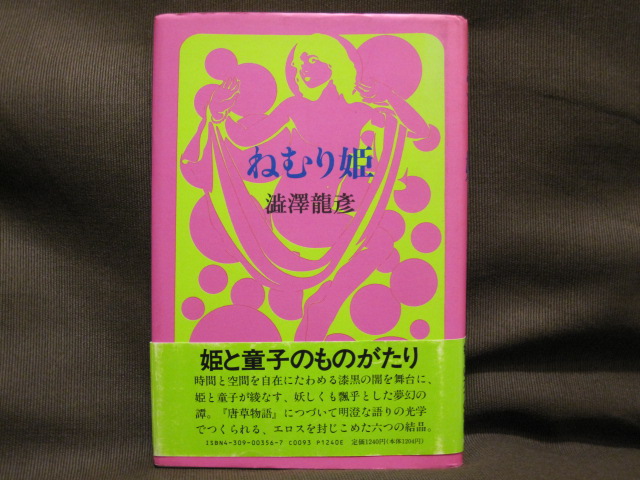 ねむり姫
澁澤龍彥
姫と童子のものがたり
時間と空間を自在にたわめる漆黒の闇を舞台に、
姫と童子が綾なす、妖しくも飄乎とした夢幻の
譚。『唐草物語』につづいて明澄な語りの光学
でつくられる、エロスを封じこめた六つの結晶。
ISBN4-309-00356-7 C0093 P1240E 定価1240円(本体1204円)